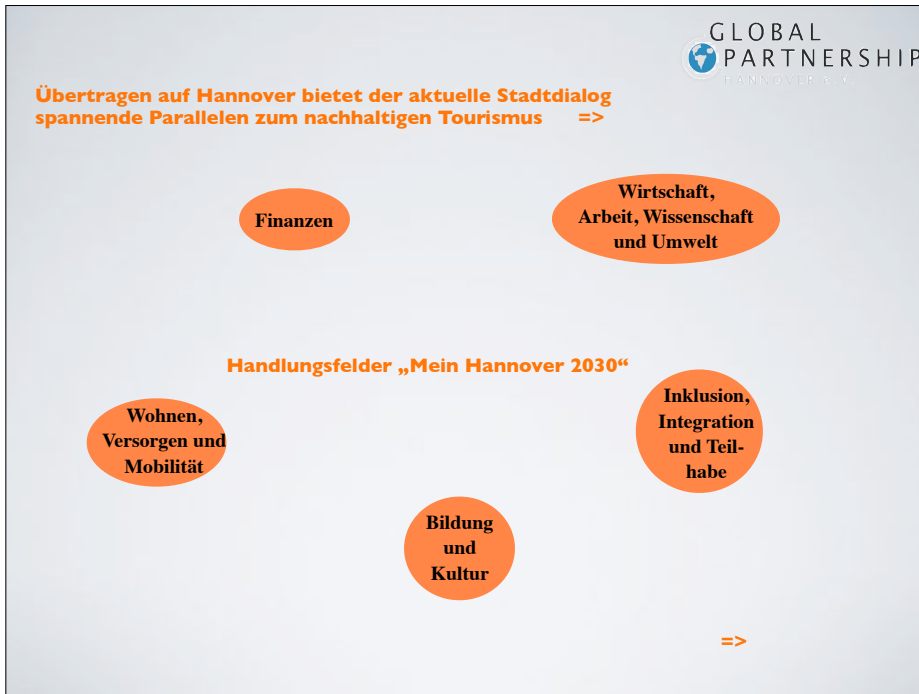 GLOBAL
PARTNERSHIP
HANNOVER e.V.
Übertragen auf Hannover bietet der aktuelle Stadtdialog
spannende Parallelen zum nachhaltigen Tourismus =>
Finanzen
Wirtschaft,
Arbeit, Wissenschaft
und Umwelt
Handlungsfelder „Mein Hannover 2030“
Wohnen,
Versorgen und
Mobilität
Inklusion,
Integration
und Teil-
habe
Bildung
und
Kultur
=>